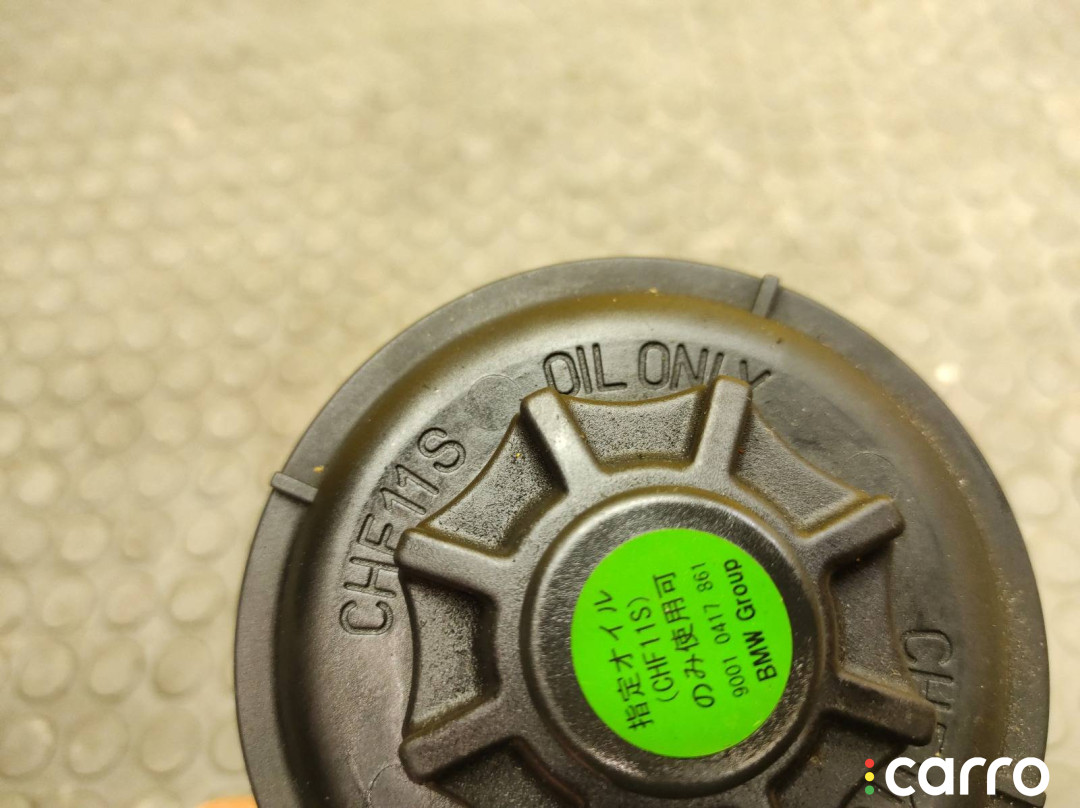 CHF11S OIL ONLY
CH
指定オイル
(CHF11S)
のみ使用可
9001 0417 861
BMW Group
carro